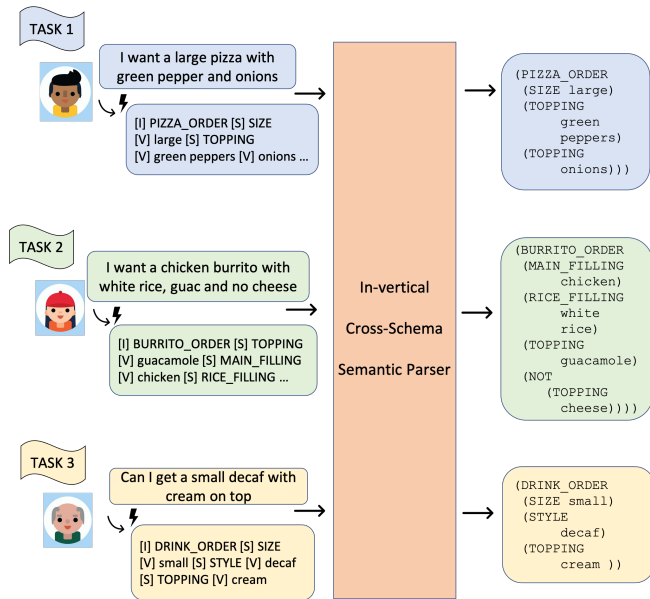 TASK 1
I want a large pizza with
green pepper and onions
[I] PIZZA_ORDER [S] SIZE
[V] large [S] TOPPING
[V] green peppers [V] onions ...
(PIZZA_ORDER
(SIZE large)
(TOPPING
green
peppers)
(TOPPING
onions)))
TASK 2
I want a chicken burrito with
white rice, guac and no cheese
[I] BURRITO_ORDER [S] TOPPING
[V] guacamole [S] MAIN_FILLING
[V] chicken [S] RICE_FILLING ...
In-vertical
Cross-Schema
Semantic Parser
(BURRITO_ORDER
(MAIN_FILLING
chicken)
(RICE_FILLING
white
rice)
(TOPPING
guacamole)
(NOT
(TOPPING
cheese))))
TASK 3
Can I get a small decaf with
cream on top
[I] DRINK_ORDER [S] SIZE
[V] small [S] STYLE [V] decaf
[S] TOPPING [V] cream
(DRINK_ORDER
(SIZE small)
(STYLE
decaf)
(TOPPING
cream ))